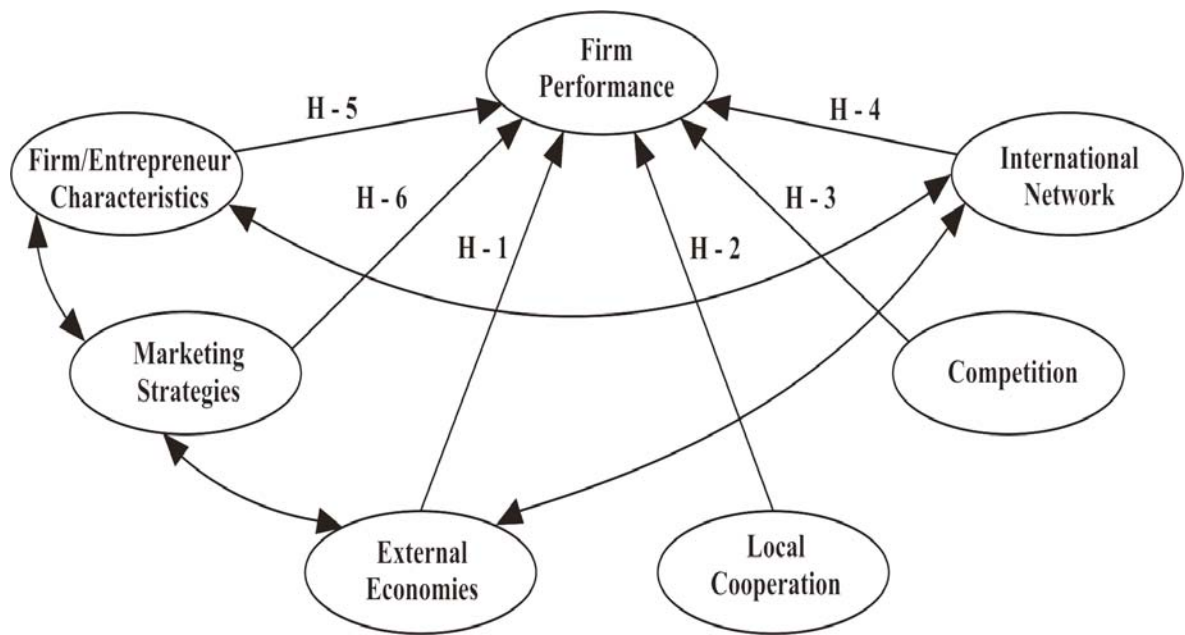 Firm
Performance
H - 5
H - 4
Firm/Entrepreneur
Characteristics
International
Network
H - 6
H - 3
H - 1
H - 2
Marketing
Strategies
Competition
External
Economies
Local
Cooperation